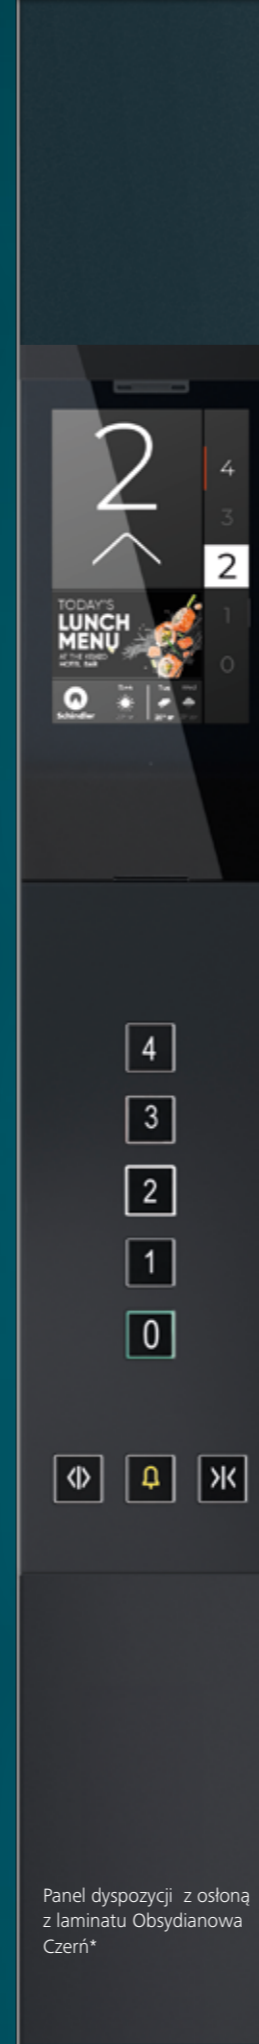 2
4
3
2
1
0
TODAY'S
LUNCH
MENU
Schindler
4
3
2
1
0
Panel dyspozycji z osłoną
z laminatu Obsydianowa
Czerń*